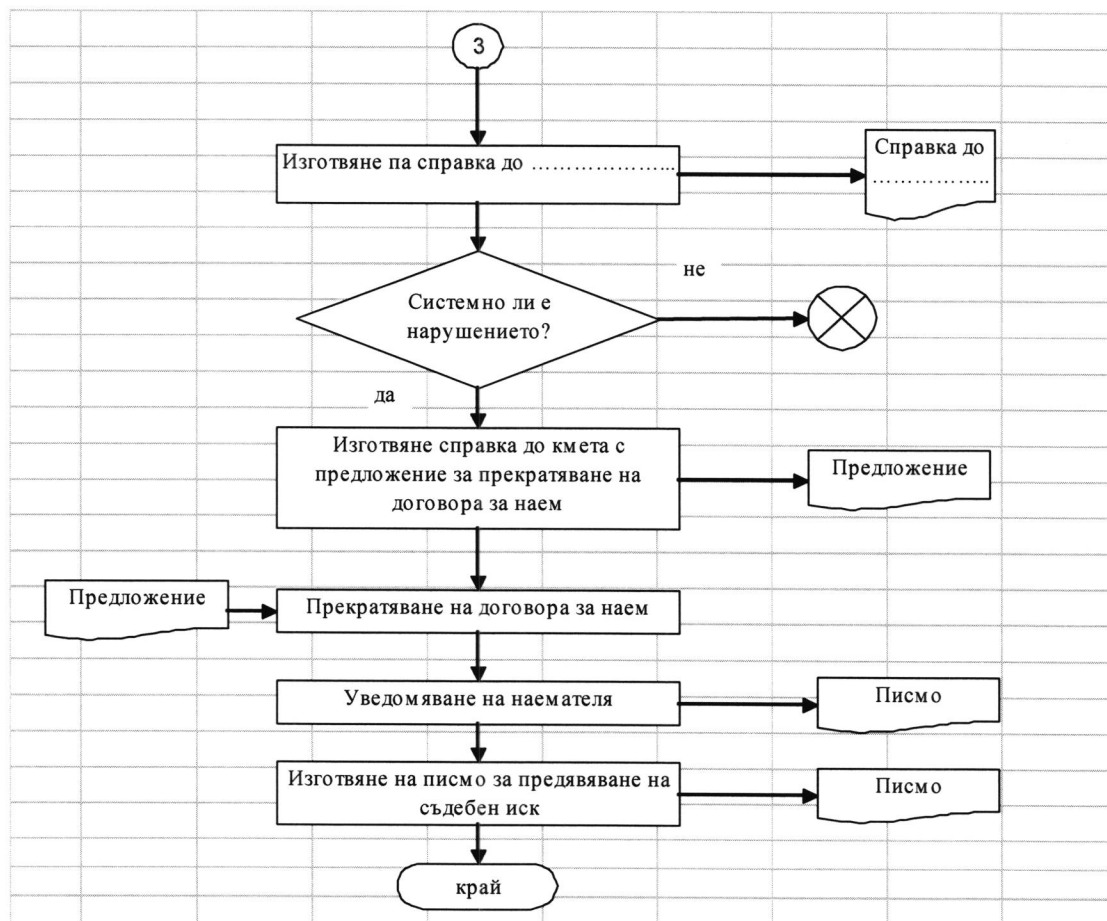 3
Изготвяне па справка до ......................
Справка до
....................
не
Системно ли е
нарушението?
да
Изготвяне справка до кмета с
предложение за прекратяване на
договора за наем
Предложение
Предложение
Прекратяване на договора за наем
Уведомяване на наемателя
Писмо
Изготвяне на писмо за предявяване на
съдебен иск
Писмо
край